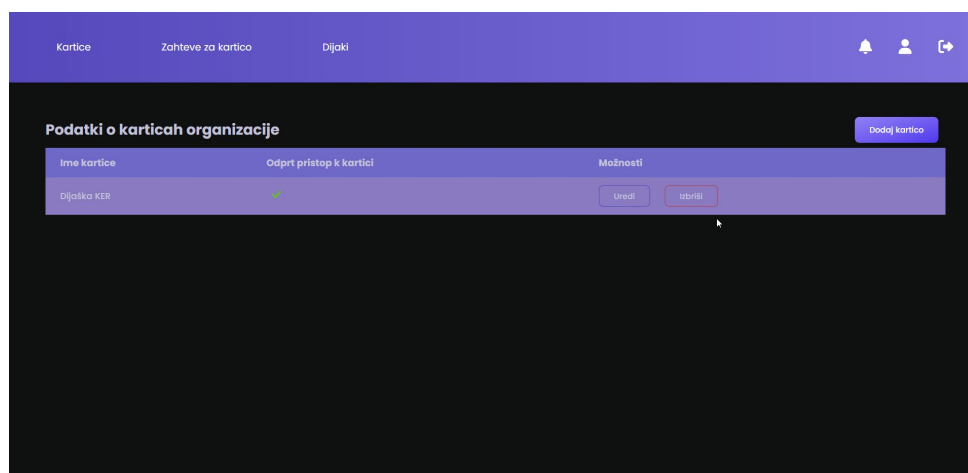 Kartice Zahteve za kartico Dijaki
Podatki o karticah organizacije
Dodaj kartico
Ime kartice Odprt pristop k kartici Možnosti
Dijaška KER Uredi Izbriši